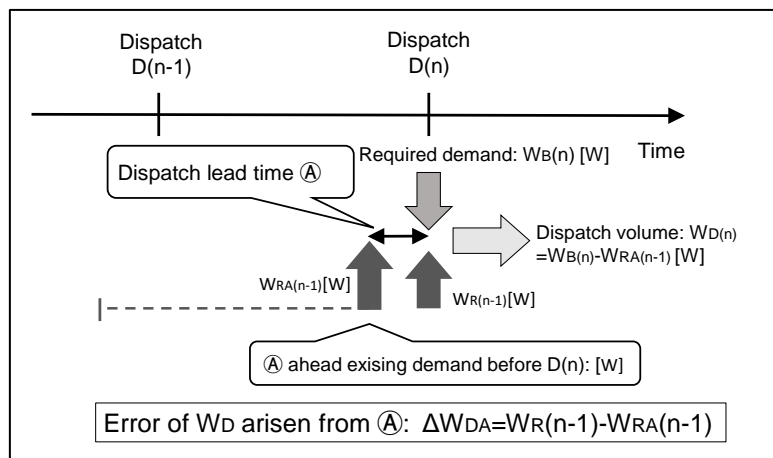 Dispatch
D(n-1)
Dispatch
D(n)
Required demand: WB(n) [W]
Time
Dispatch lead time Ⓐ
Dispatch volume: WD(n)
=WB(n)-WRA(n-1) [W]
WRA(n-1)[W]
WR(n-1)[W]
Ⓐ ahead exising demand before D(n): [W]
Error of WD arisen from Ⓐ: ΔWDA=WR(n-1)-WRA(n-1)